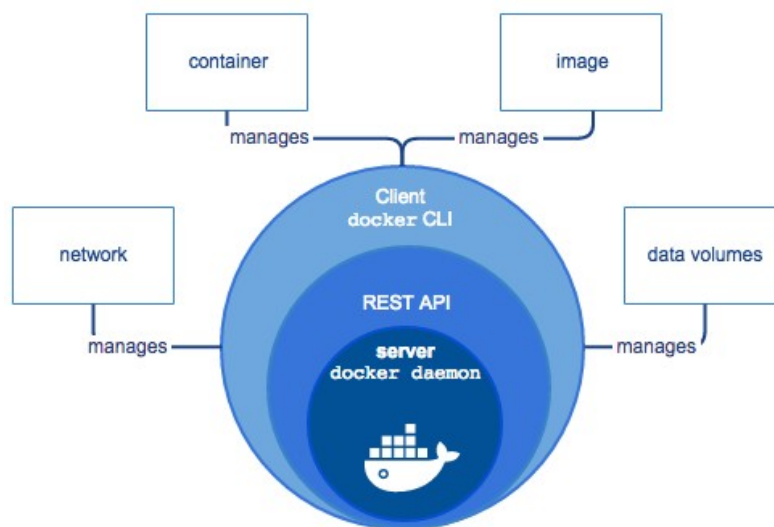 container
image
manages
manages
Client
docker CLI
network
data volumes
REST API
server
docker daemon
manages
manages